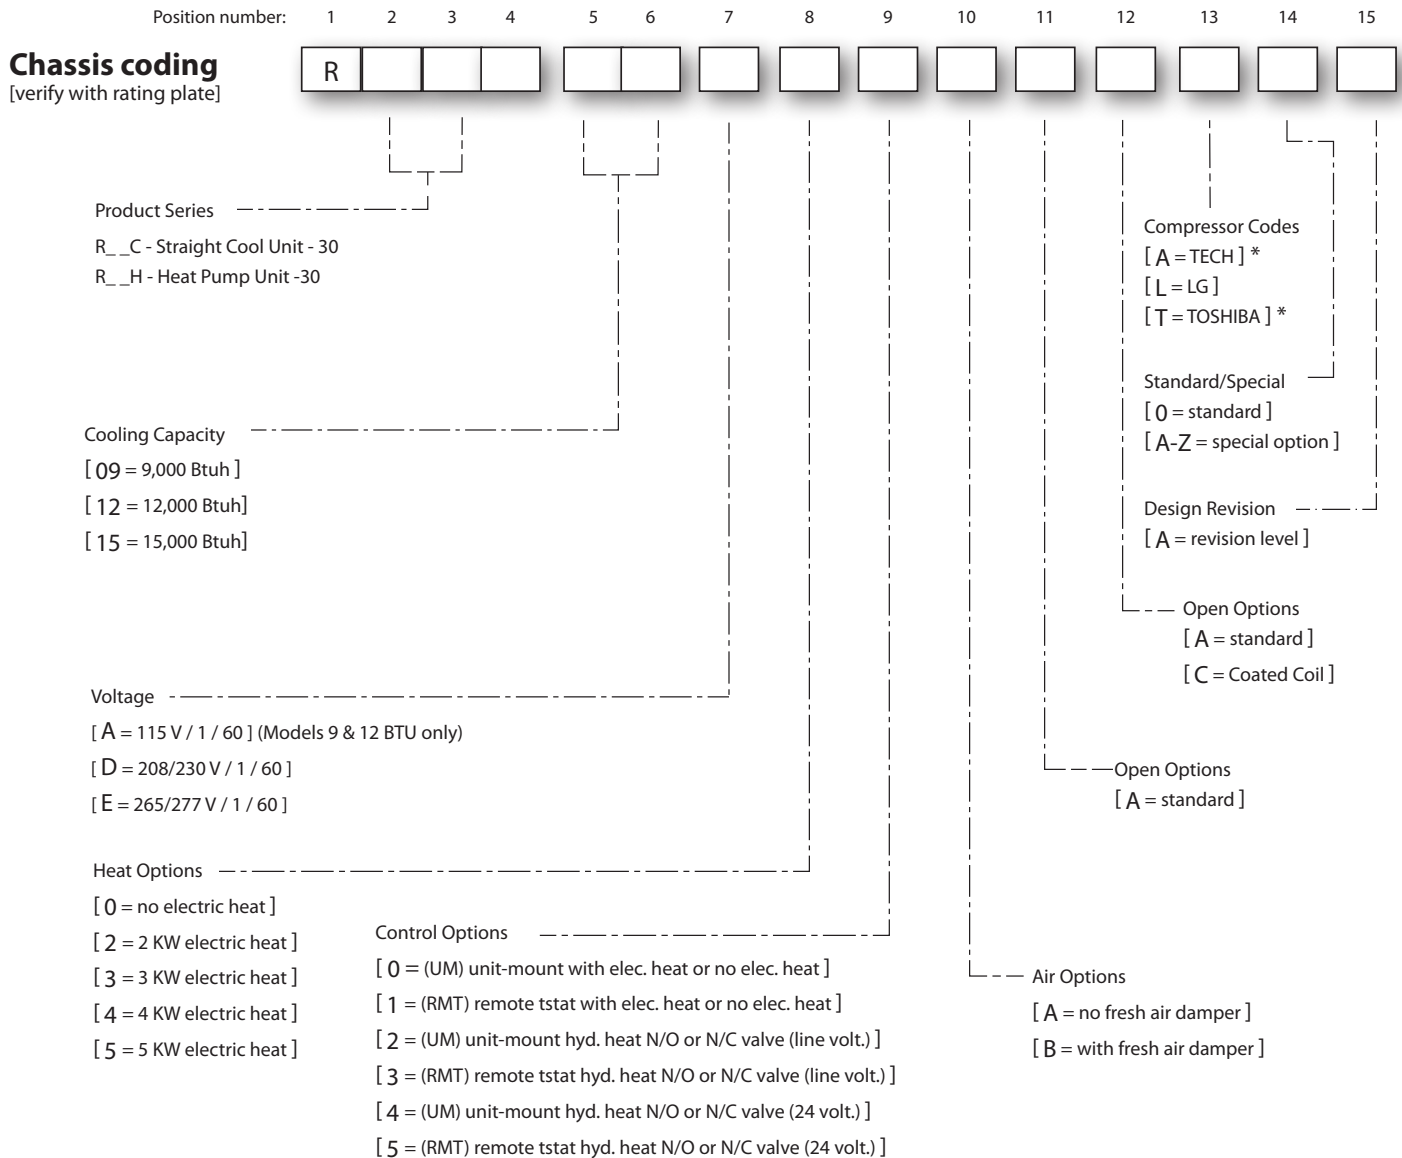 Position number: 1 2 3 4 5 6 7 8 9 10 11 12 13 14 15
Chassis coding
[verify with rating plate]
R
Product Series
R_ _C - Straight Cool Unit - 30
R_ _H - Heat Pump Unit -30
Cooling Capacity
[ 09 = 9,000 Btuh ]
[ 12 = 12,000 Btuh]
[ 15 = 15,000 Btuh]
Voltage
[ A = 115 V / 1 / 60 ] (Models 9 & 12 BTU only)
[ D = 208/230 V / 1 / 60 ]
[ E = 265/277 V / 1 / 60 ]
Heat Options
[ 0 = no electric heat ]
[ 2 = 2 KW electric heat ]
[ 3 = 3 KW electric heat ]
[ 4 = 4 KW electric heat ]
[ 5 = 5 KW electric heat ]
Control Options
[ 0 = (UM) unit-mount with elec. heat or no elec. heat ]
[ 1 = (RMT) remote tstat with elec. heat or no elec. heat ]
[ 2 = (UM) unit-mount hyd. heat N/O or N/C valve (line volt.) ]
[ 3 = (RMT) remote tstat hyd. heat N/O or N/C valve (line volt.) ]
[ 4 = (UM) unit-mount hyd. heat N/O or N/C valve (24 volt.) ]
[ 5 = (RMT) remote tstat hyd. heat N/O or N/C valve (24 volt.) ]
Air Options
[ A = no fresh air damper ]
[ B = with fresh air damper ]
Open Options
[ A = standard ]
Open Options
[ A = standard ]
[ C = Coated Coil ]
Compressor Codes
[ A = TECH ] *
[ L = LG ]
[ T = TOSHIBA ] *
Standard/Special
[ 0 = standard ]
[ A-Z = special option ]
Design Revision
[ A = revision level ]